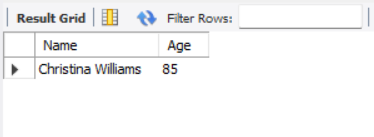 Result Grid Filter Rows:
Name Age
Christina Williams 85